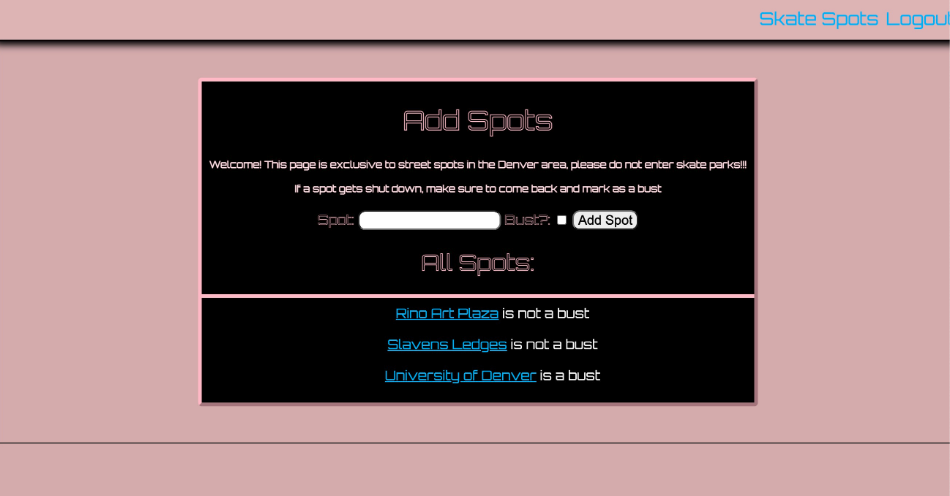 Skate Spots Logout
Add Spots
Welcome! This page is exclusive to street spots in the Denver area, please do not enter skate parks!!!
If a spot gets shut down, make sure to come back and mark as a bust
Spot: Bust?: Add Spot
All Spots:
Rino Art Plaza is not a bust
Slavens Ledges is not a bust
University of Denver is a bust